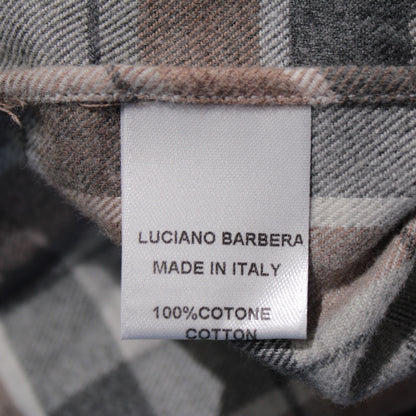 LUCIANO BARBERA
MADE IN ITALY
100%COTONE
COTTON